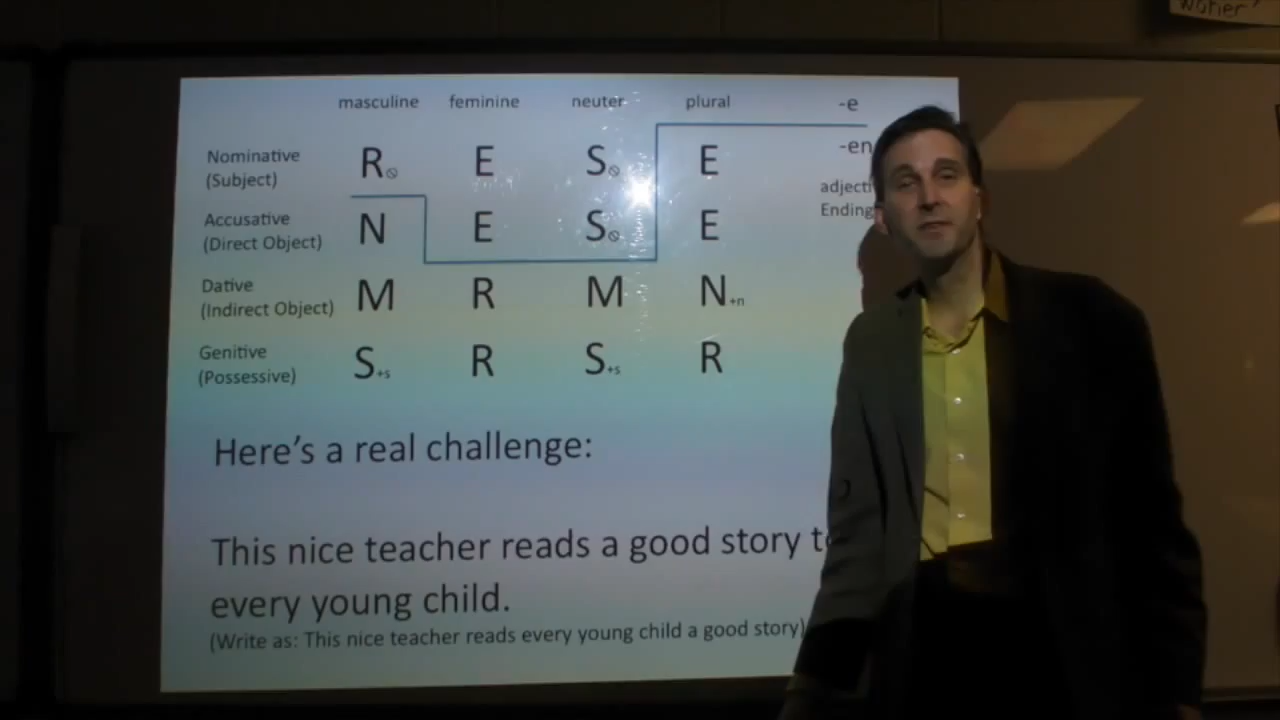 worier?
masculine feminine neuter plural -e
Nominative R⦸ E S⦸ E -en
(Subject)
adjecti
Ending
Accusative N E S⦸ E
(Direct Object)
Dative M R M N+n
(Indirect Object)
Genitive S+s R S+s R
(Possessive)
Here's a real challenge:
This nice teacher reads a good story to
every young child.
(Write as: This nice teacher reads every young child a good story)